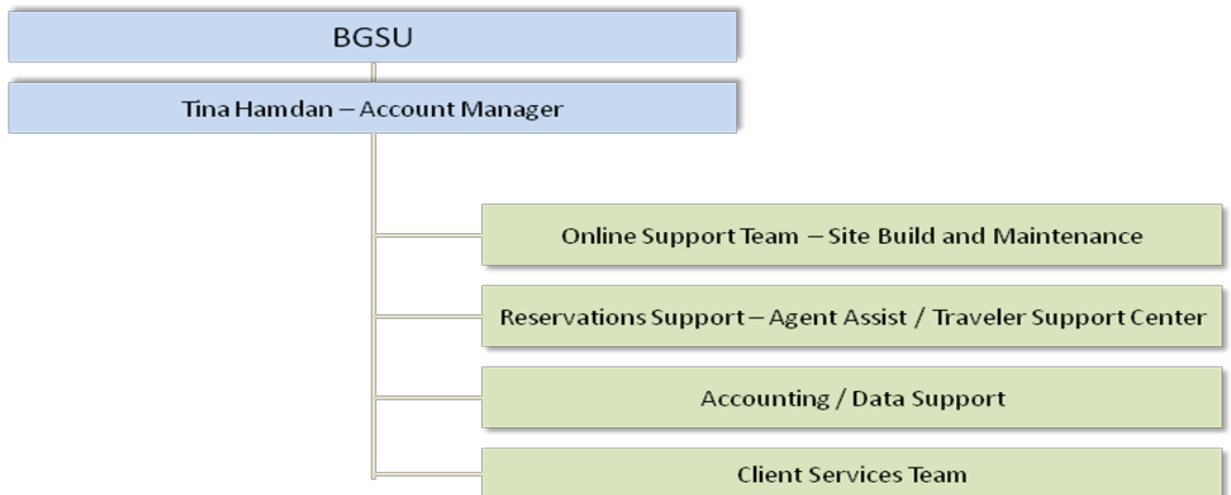 BGSU
Tina Hamdan – Account Manager
Online Support Team – Site Build and Maintenance
Reservations Support – Agent Assist / Traveler Support Center
Accounting / Data Support
Client Services Team